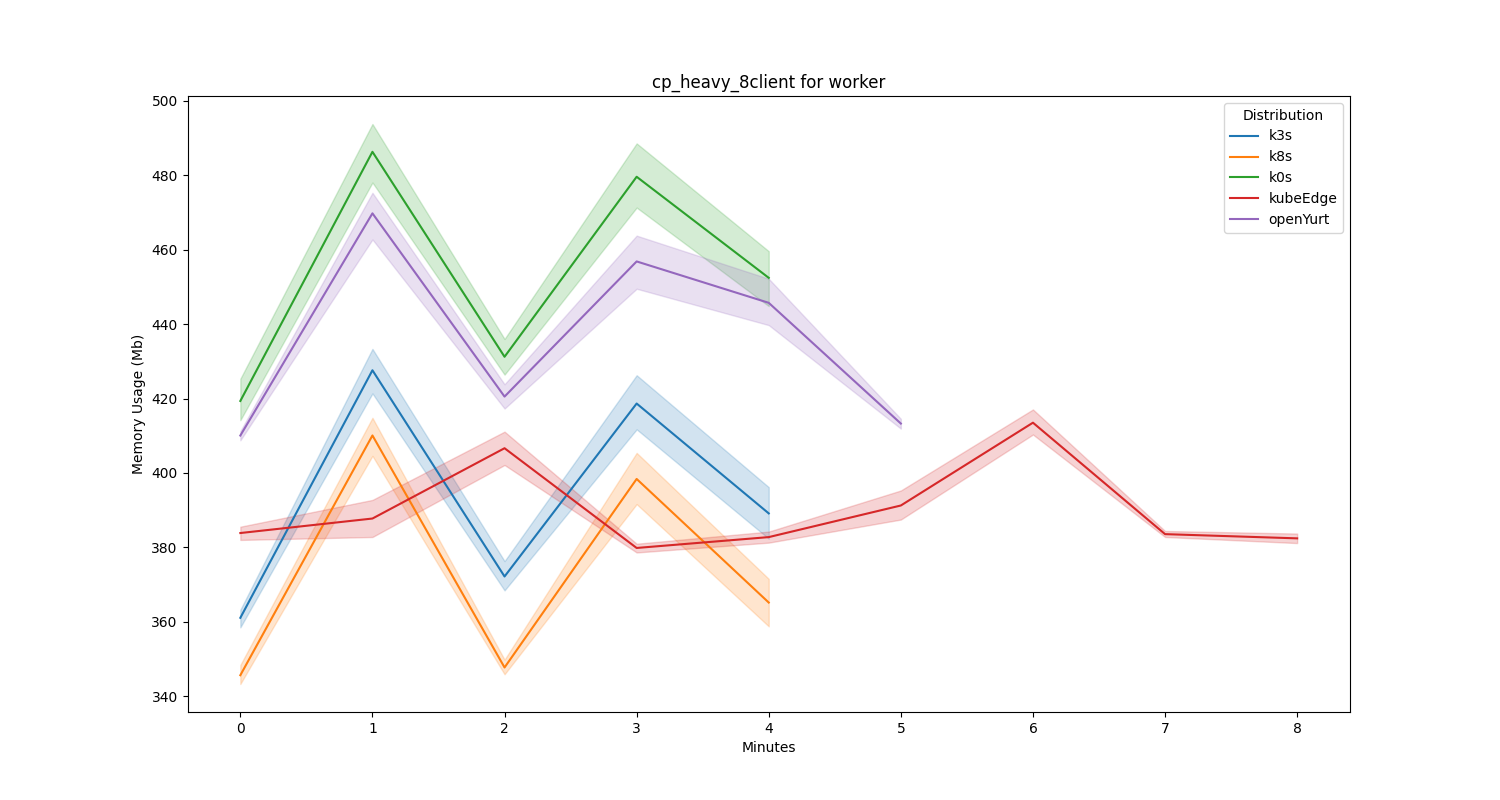 cp_heavy_8client for worker
500
480
460
440
420
400
380
360
340
Memory Usage (Mb)
0 1 2 3 4 5 6 7 8
Minutes
Distribution
k3s
k8s
k0s
kubeEdge
openYurt